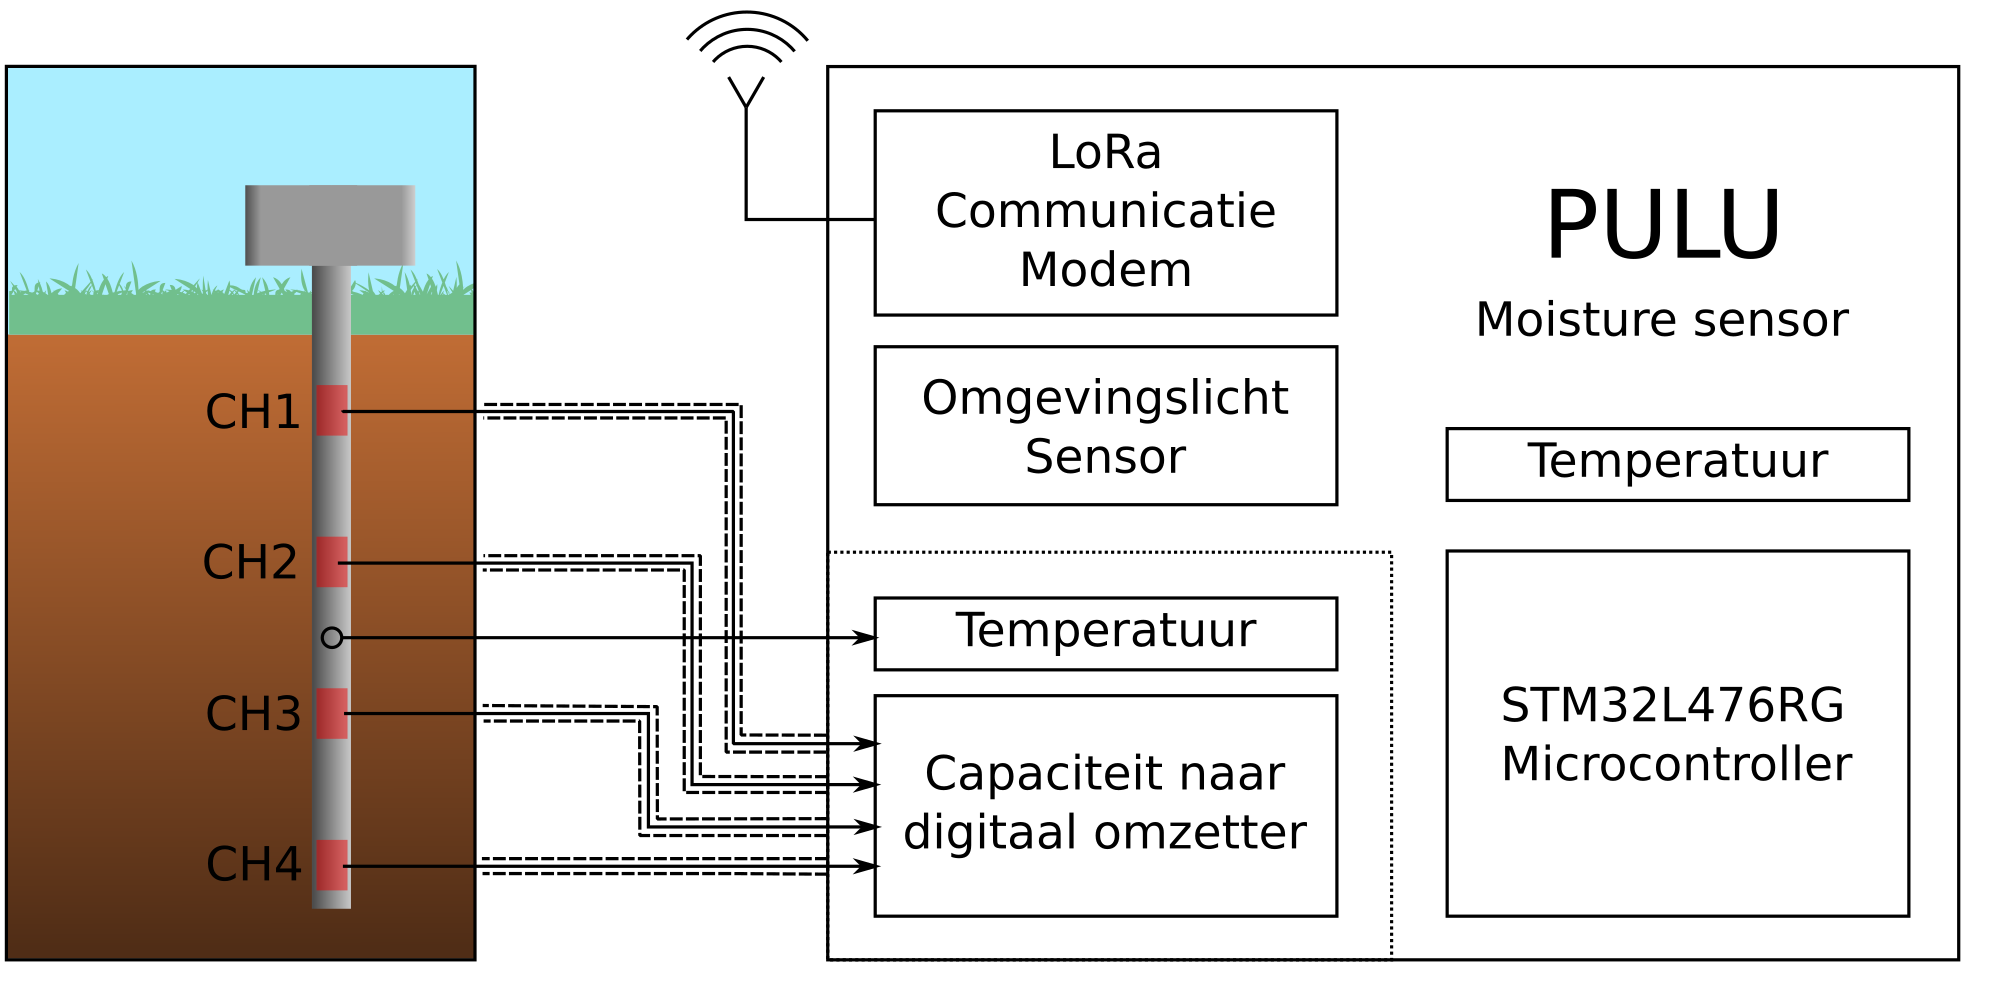 CH1
CH2
CH3
CH4
LoRa
Communicatie
Modem
Omgevingslicht
Sensor
Temperatuur
Capaciteit naar
digitaal omzetter
PULU
Moisture sensor
Temperatuur
STM32L476RG
Microcontroller